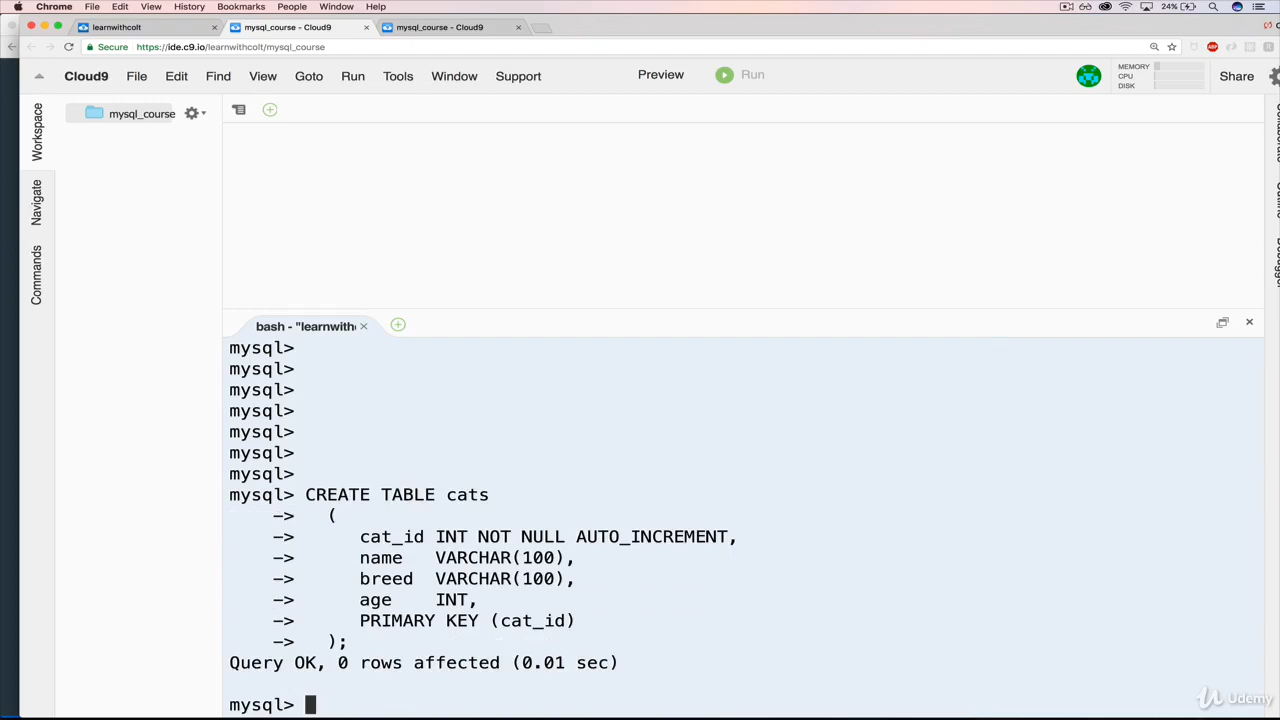 Chrome File Edit View History Bookmarks People Window Help 24%
learnwithcolt mysql_course - Cloud9 mysql_course - Cloud9
Secure https://ide.c9.io/learnwithcolt/mysql_course
Cloud9 File Edit Find View Goto Run Tools Window Support Preview Run MEMORY CPU DISK Share
Workspace
Navigate
Commands
mysql_course
bash - "learnwith
mysql>
mysql>
mysql>
mysql>
mysql>
mysql>
mysql>
mysql> CREATE TABLE cats
-> (
-> cat_id INT NOT NULL AUTO_INCREMENT,
-> name VARCHAR(100),
-> breed VARCHAR(100),
-> age INT,
-> PRIMARY KEY (cat_id)
-> );
Query OK, 0 rows affected (0.01 sec)
mysql>
Udemy